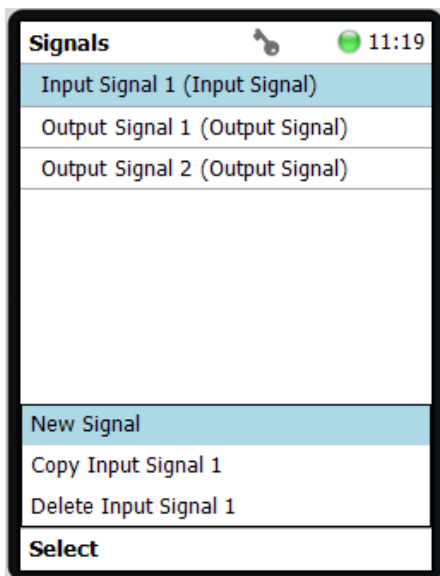 Signals 11:19
Input Signal 1 (Input Signal)
Output Signal 1 (Output Signal)
Output Signal 2 (Output Signal)
New Signal
Copy Input Signal 1
Delete Input Signal 1
Select